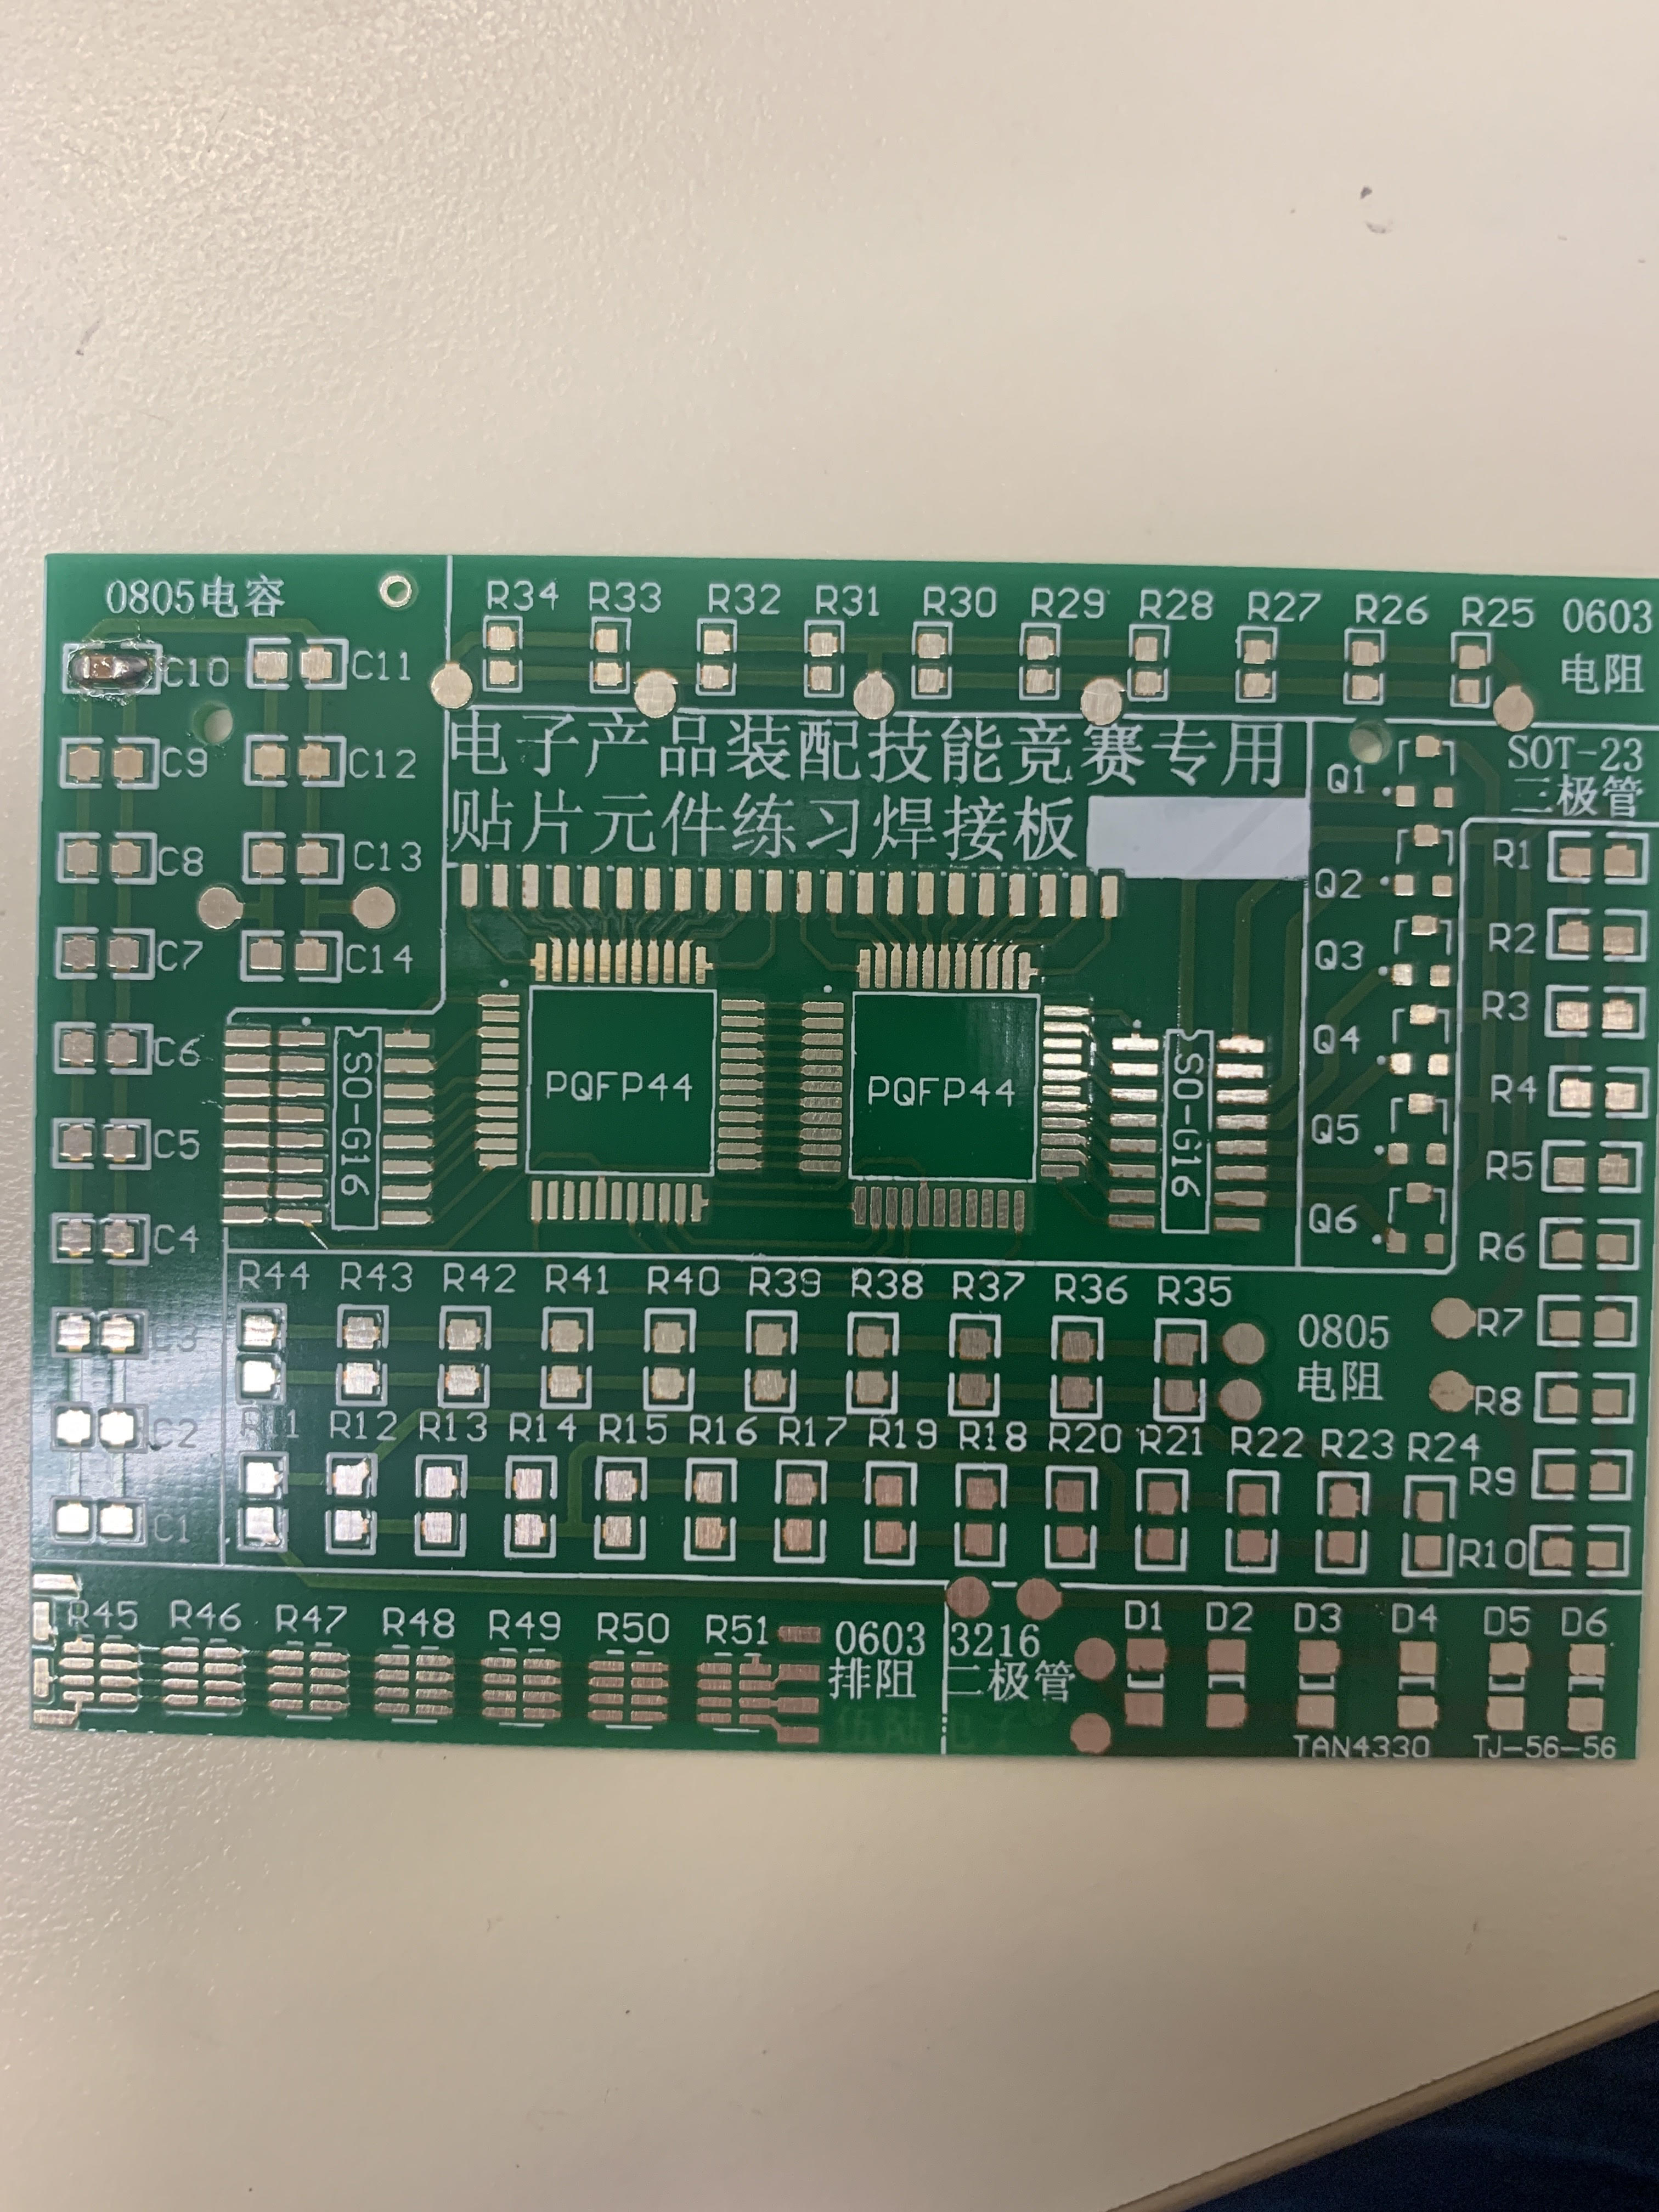 0805电容
R34 R33 R32 R31 R30 R29 R28 R27 R26 R25 0603
电阻
C10 C11
C9 C12
C8 C13
C7 C14
C6
C5
C4
C3
C2
C1
电子产品装配技能竞赛专用
贴片元件练习焊接板
SOT-23
三极管
Q1
Q2
Q3
Q4
Q5
Q6
R1
R2
R3
R4
R5
R6
R7
R8
R9
R10
SO-G16 PQFP44 PQFP44 SO-G16
R44 R43 R42 R41 R40 R39 R38 R37 R36 R35
0805
电阻
R11 R12 R13 R14 R15 R16 R17 R19 R18 R20 R21 R22 R23 R24
R45 R46 R47 R48 R49 R50 R51 0603
排阻
3216
二极管
D1 D2 D3 D4 D5 D6
TAN4330 TJ-56-56